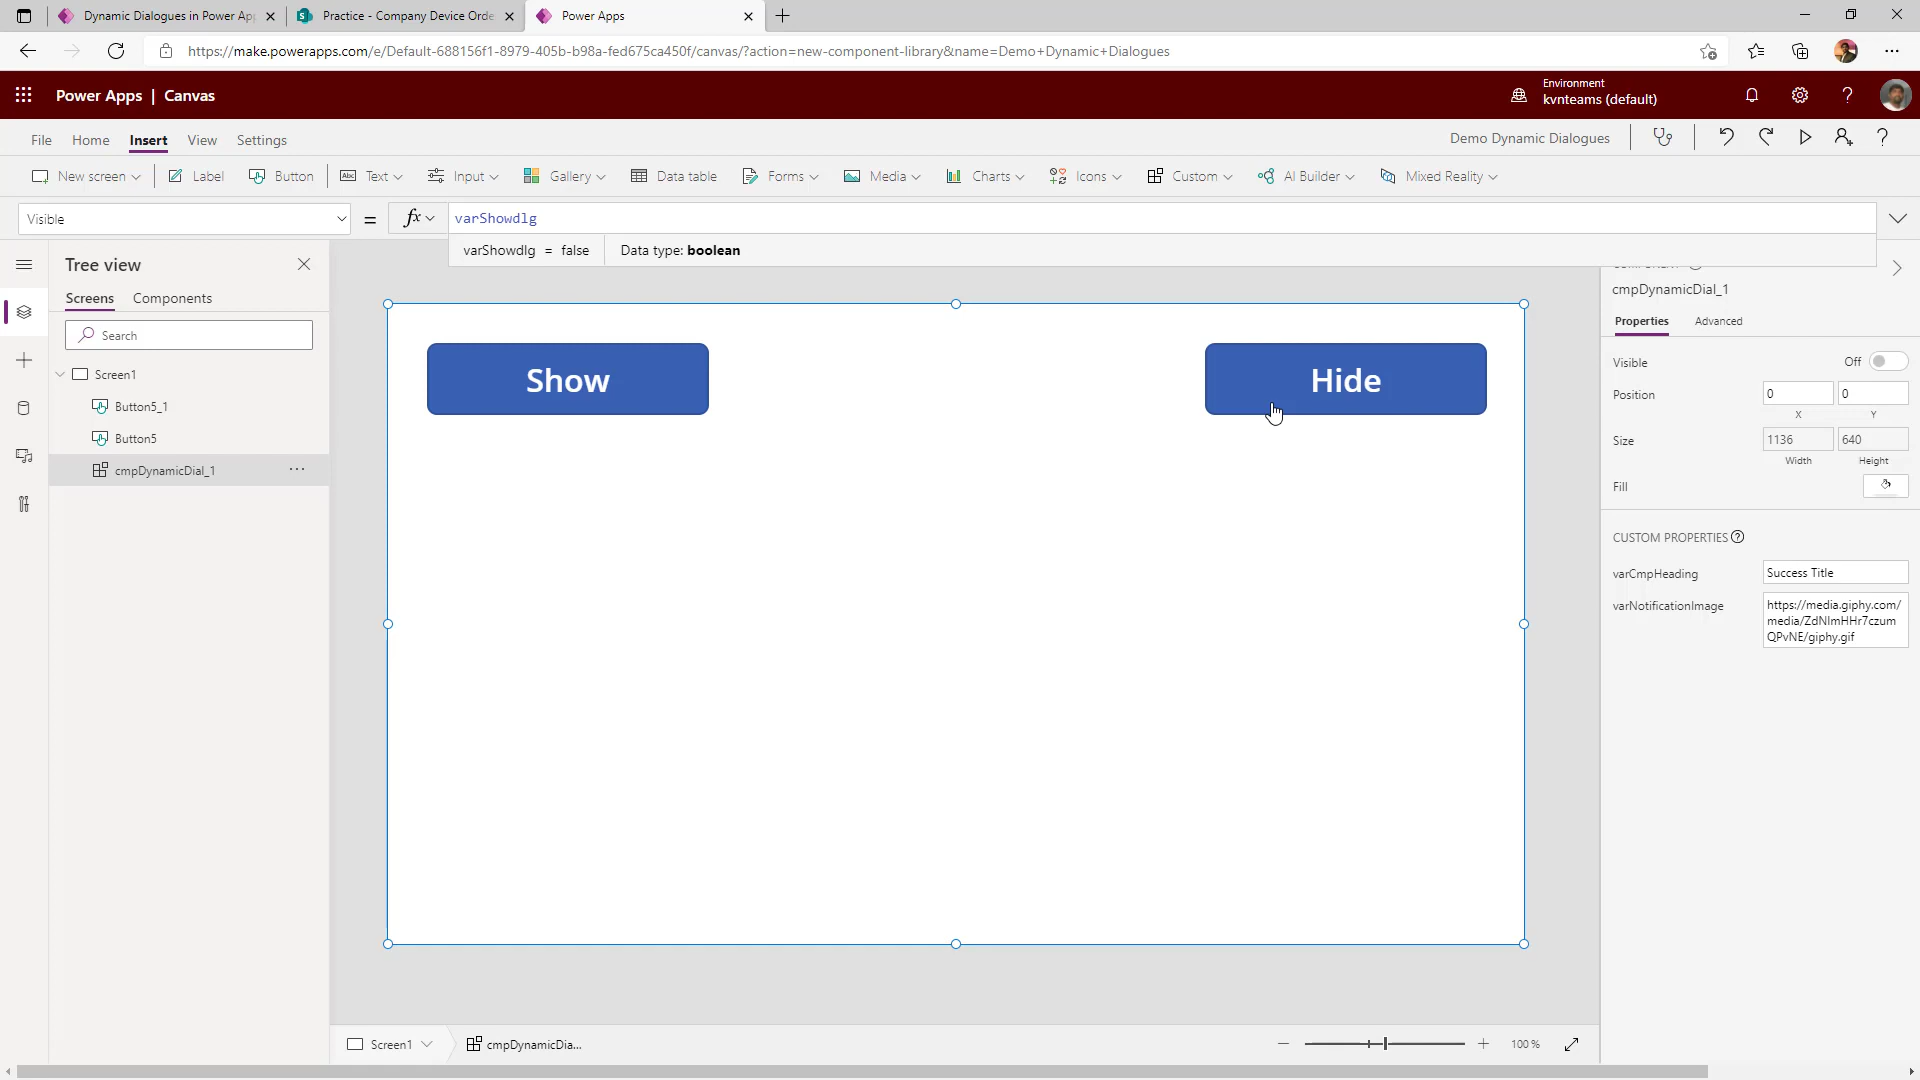 Dynamic Dialogues in Power Ap
Practice - Company Device Orde
Power Apps
https://make.powerapps.com/e/Default-688156f1-8979-405b-b98a-fed675ca450f/canvas/?action=new-component-library&name=Demo+Dynamic+Dialogues
Power Apps | Canvas
Environment
kvnteams (default)
File Home Insert View Settings
Demo Dynamic Dialogues
New screen Label Button Text Input Gallery Data table Forms Media Charts Icons Custom AI Builder Mixed Reality
Visible = fx varShowdlg
varShowdlg = false Data type: boolean
Tree view
Screens Components
Search
Screen1
Button5_1
Button5
cmpDynamicDial_1
Show
Hide
cmpDynamicDial_1
Properties Advanced
Visible Off
Position 0 0
X Y
Size 1136 640
Width Height
Fill
CUSTOM PROPERTIES
varCmpHeading Success Title
varNotificationImage https://media.giphy.com/
media/ZdNlmHHr7czum
QPvNE/giphy.gif
Screen1 cmpDynamicDia...
100 %